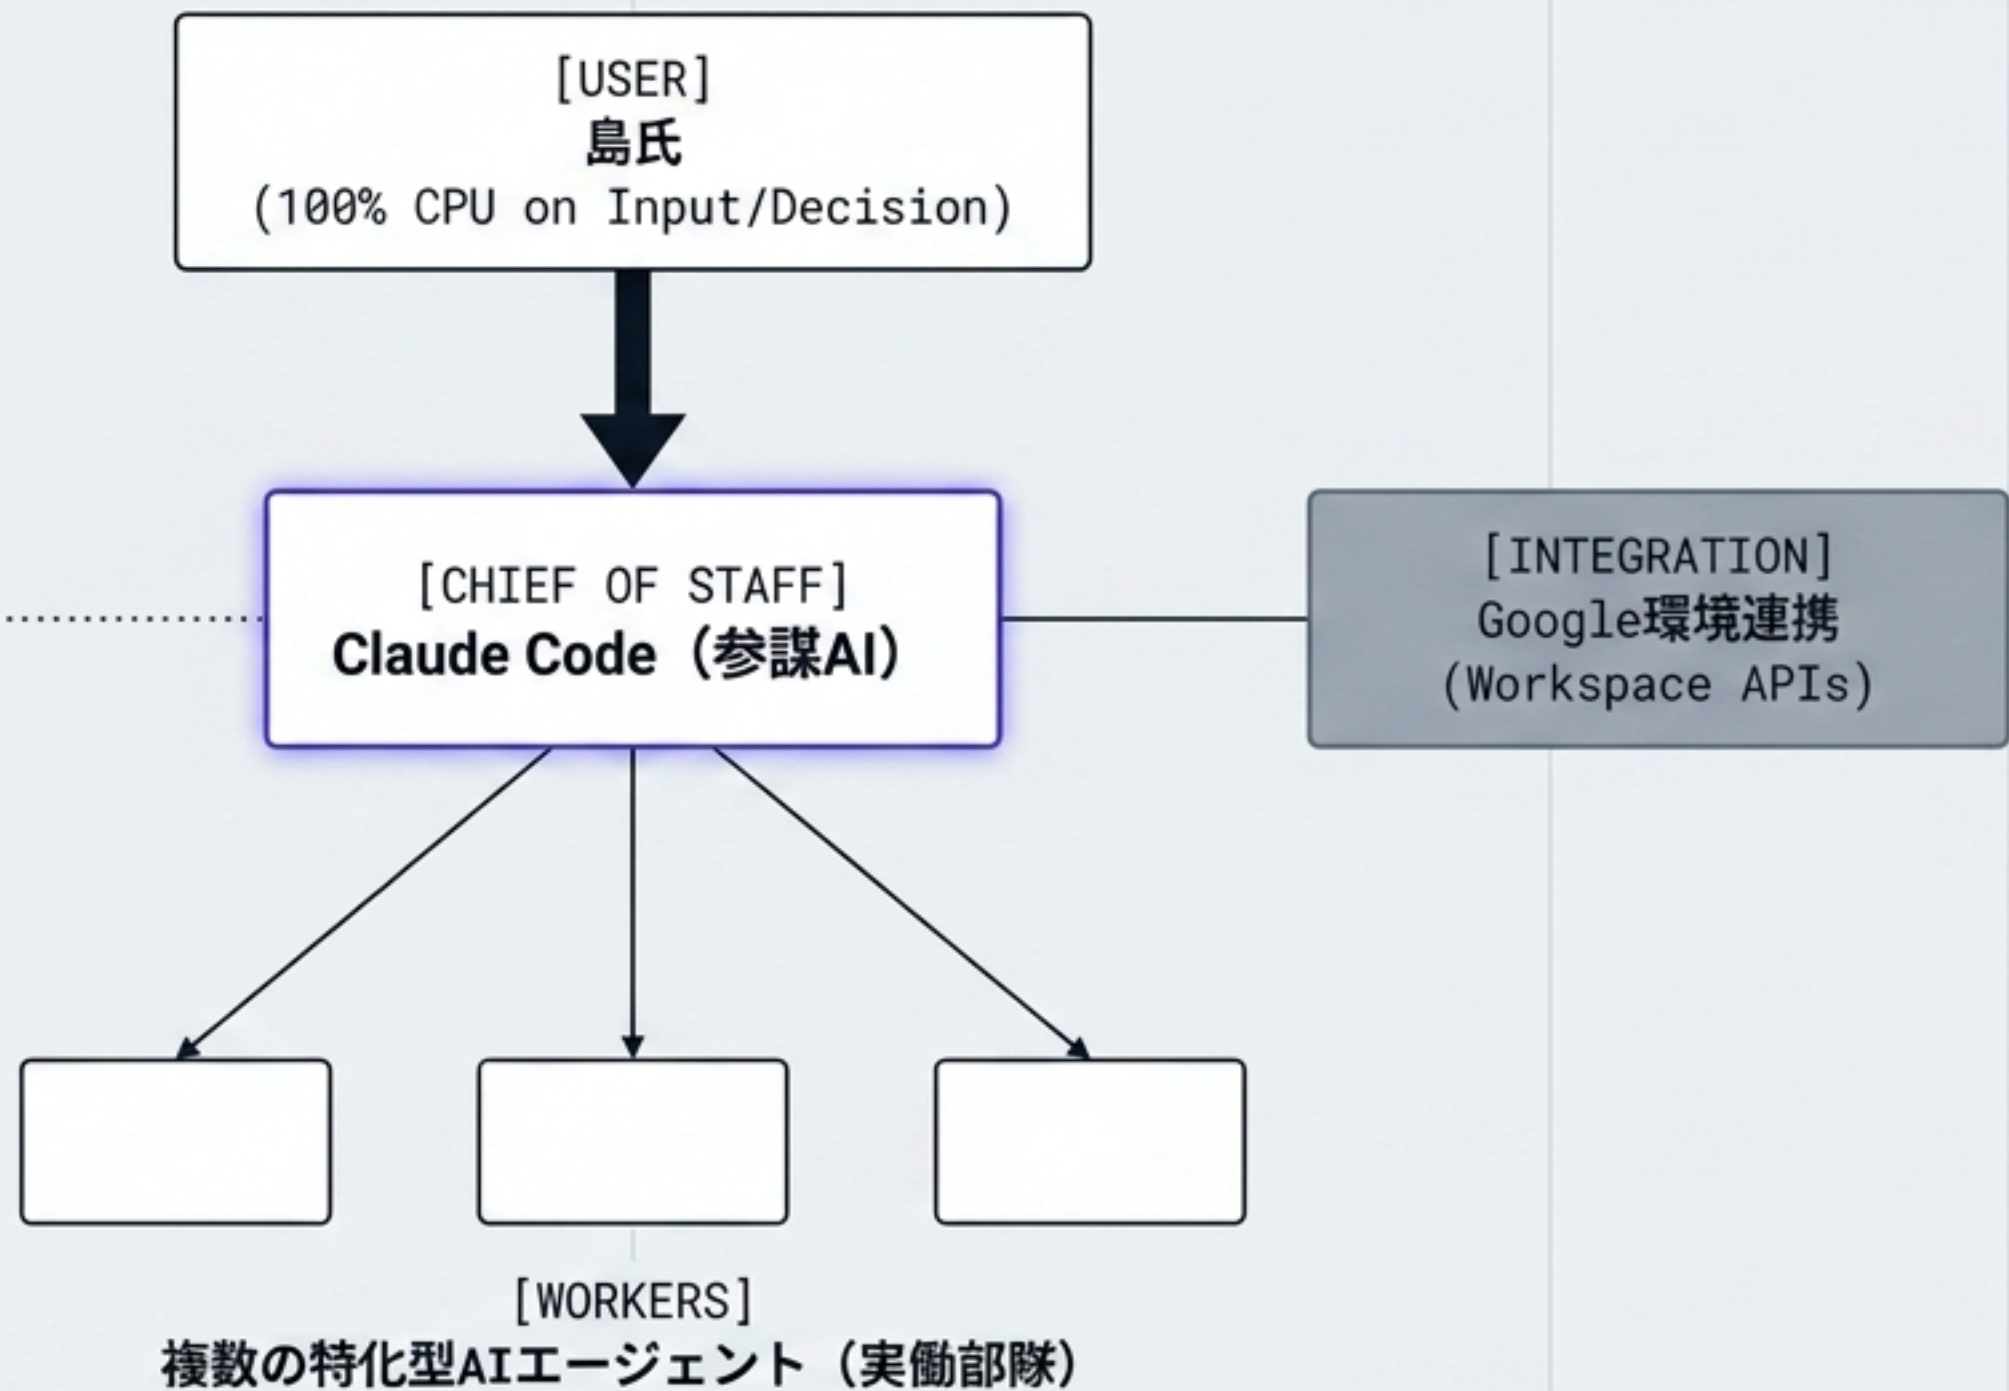 [USER]
島氏
(100% CPU on Input/Decision)
[CHIEF OF STAFF]
Claude Code（参謀AI）
[INTEGRATION]
Google環境連携
(Workspace APIs)
[WORKERS]
複数の特化型AIエージェント（実働部隊）